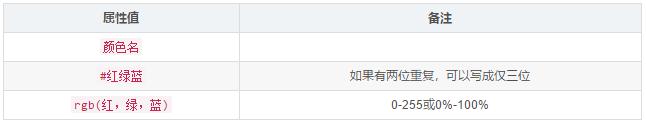 属性值 备注
颜色名
#红绿蓝 如果有两位重复，可以写成仅三位
rgb(红，绿，蓝) 0-255或0%-100%